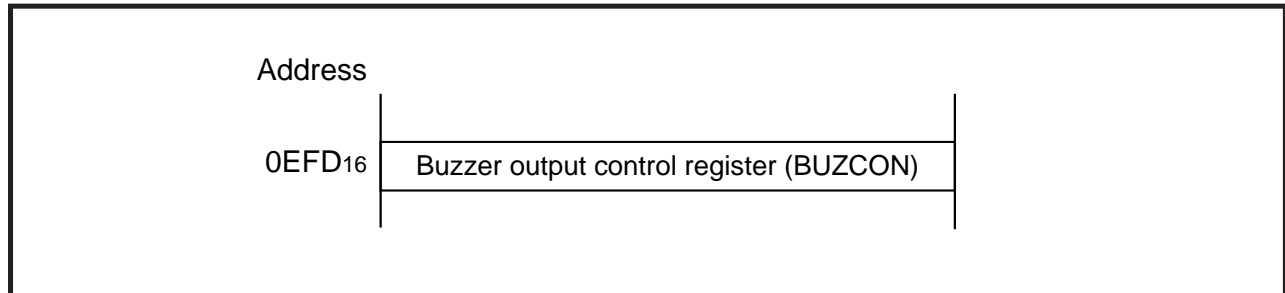 Address
0EFD16 Buzzer output control register (BUZCON)